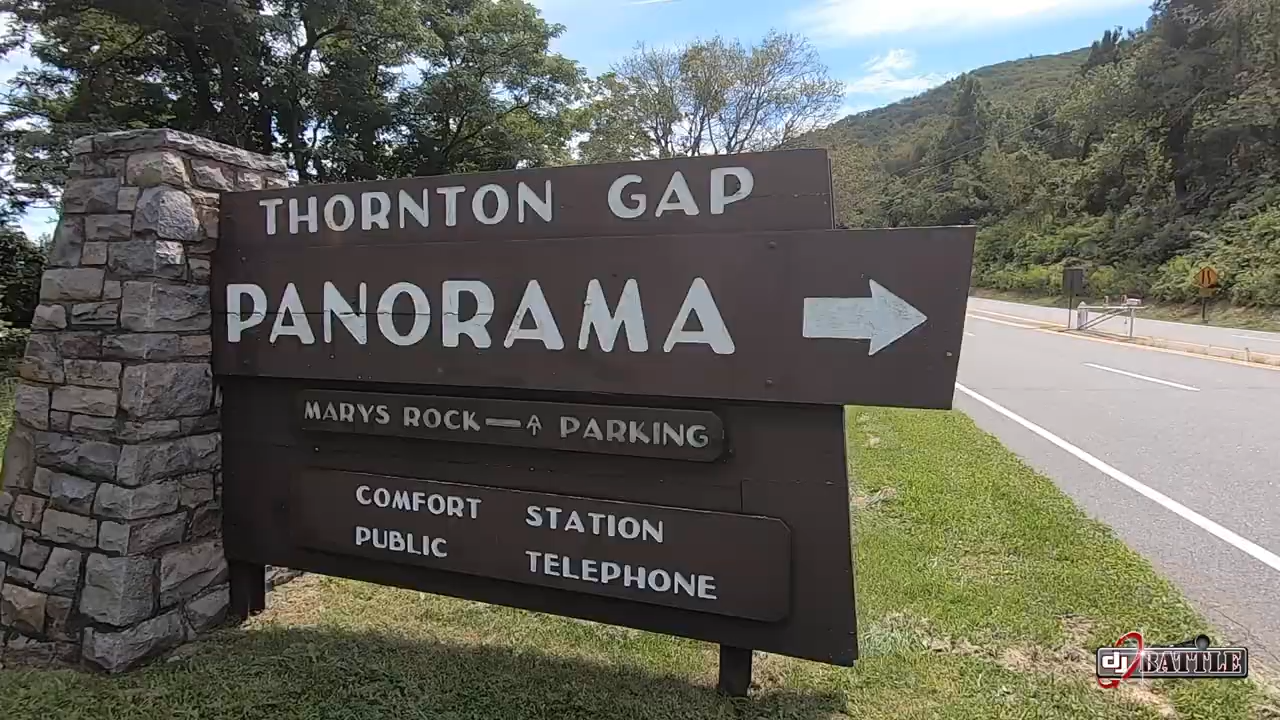 THORNTON GAP
PANORAMA
MARYS ROCK — PARKING
COMFORT STATION
PUBLIC TELEPHONE
dj BATTLE